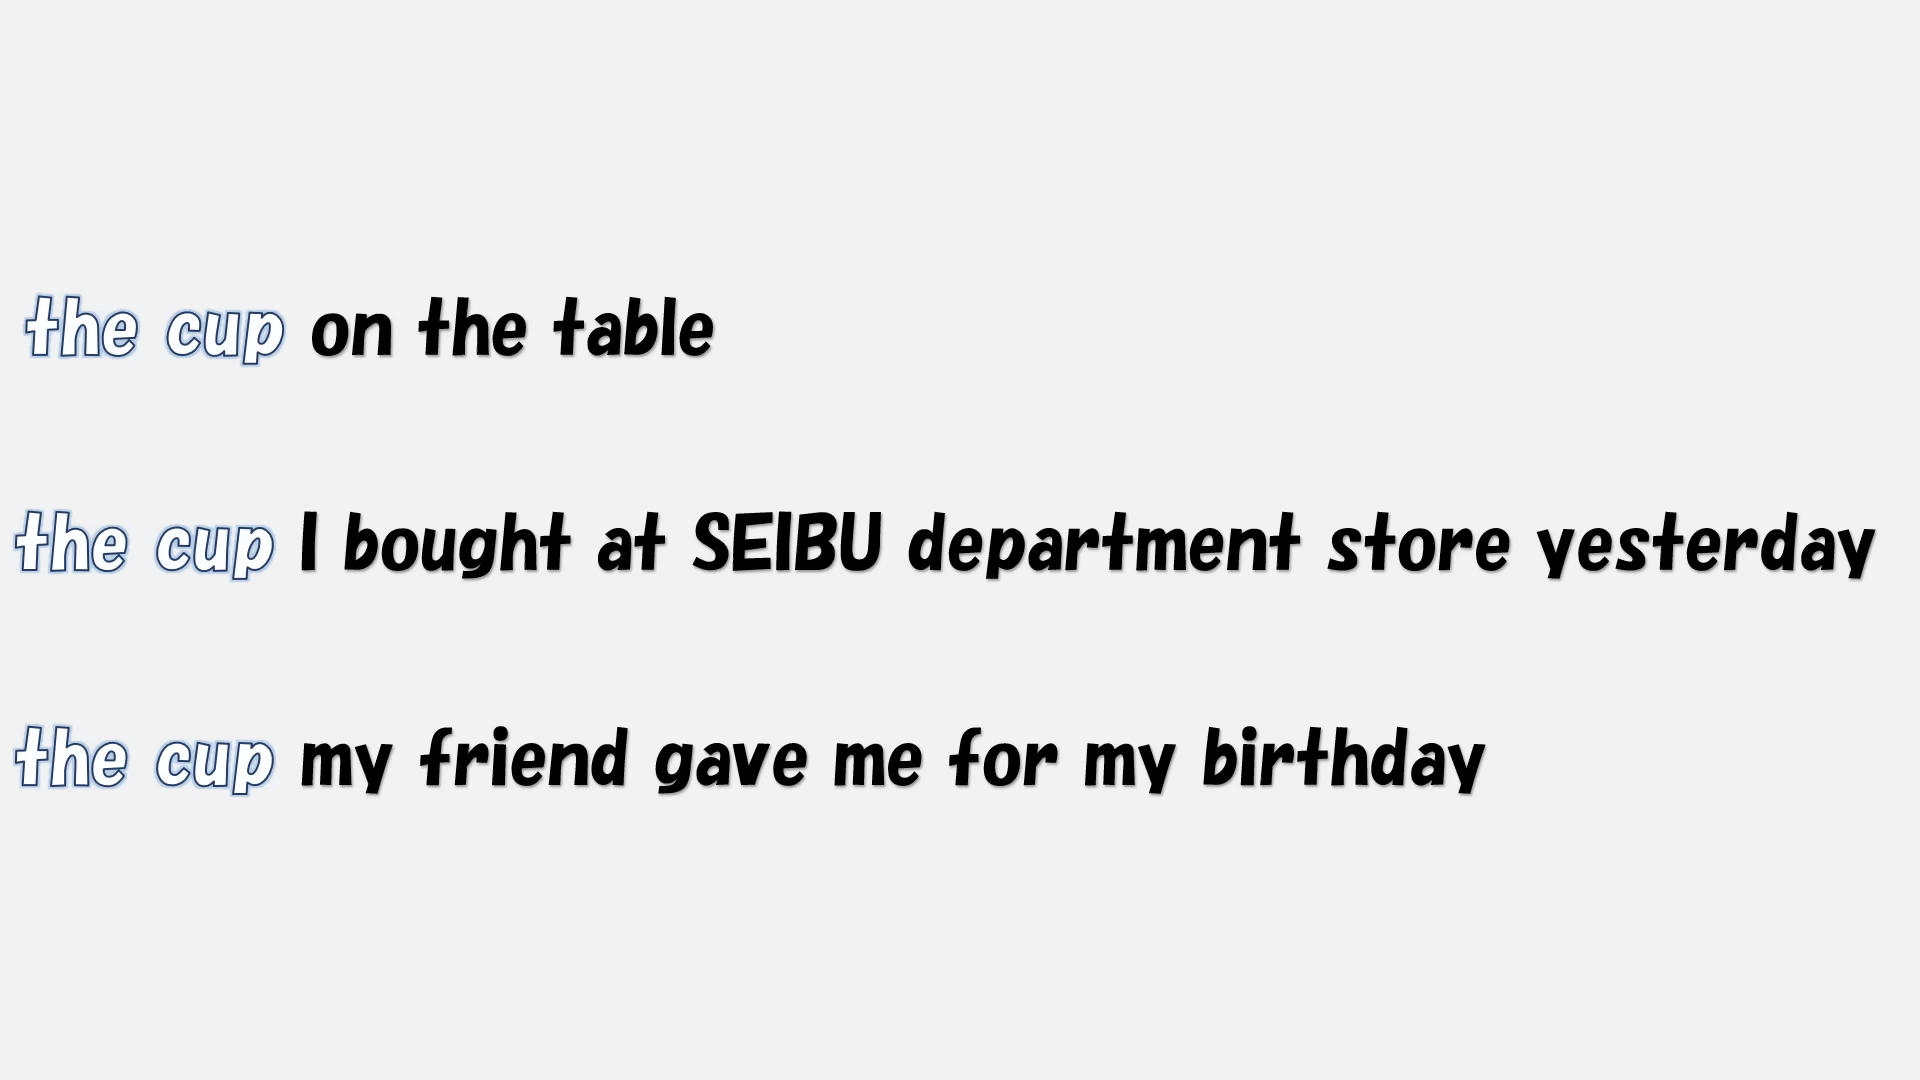 the cup on the table
the cup I bought at SEIBU department store yesterday
the cup my friend gave me for my birthday